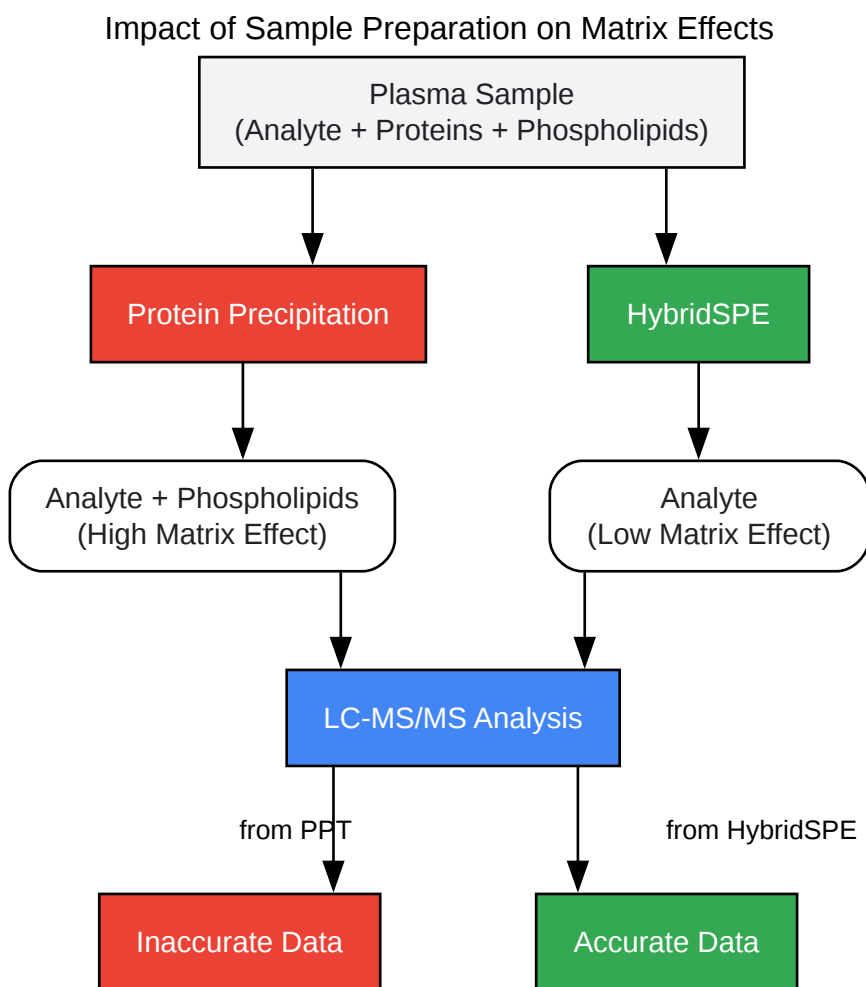 Impact of Sample Preparation on Matrix Effects
Plasma Sample
(Analyte + Proteins + Phospholipids)
Protein Precipitation
HybridSPE
Analyte + Phospholipids
(High Matrix Effect)
Analyte
(Low Matrix Effect)
LC-MS/MS Analysis
from PPT
from HybridSPE
Inaccurate Data
Accurate Data